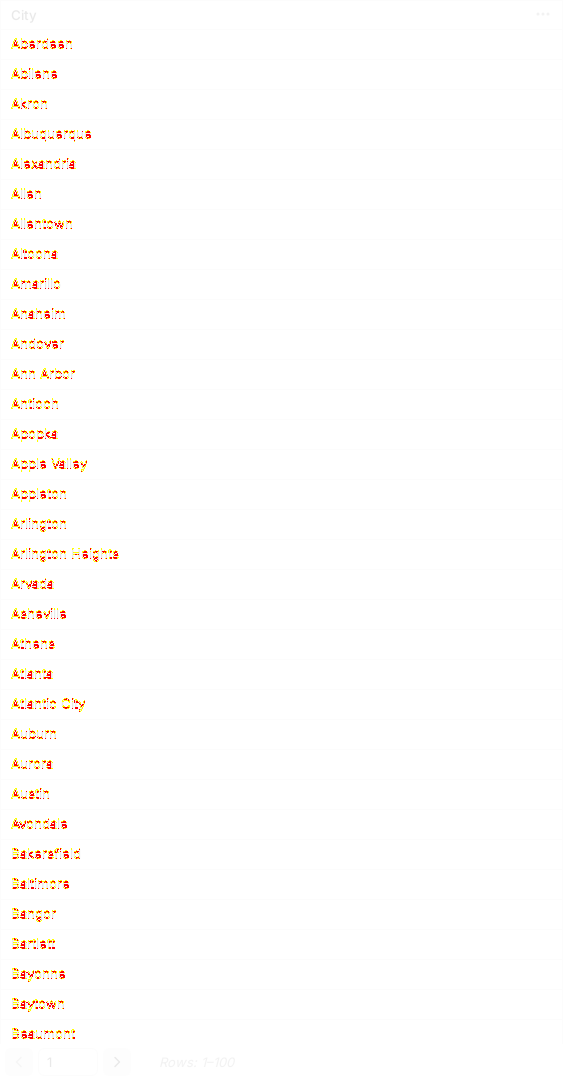 City
Aberdeen
Abilene
Akron
Albuquerque
Alexandria
Allen
Allentown
Altoona
Amarillo
Anaheim
Andover
Ann Arbor
Antioch
Apopka
Apple Valley
Appleton
Arlington
Arlington Heights
Arvada
Asheville
Athens
Atlanta
Atlantic City
Auburn
Aurora
Austin
Avondale
Bakersfield
Baltimore
Bangor
Bartlett
Bayonne
Baytown
Beaumont
1 Rows: 1-100